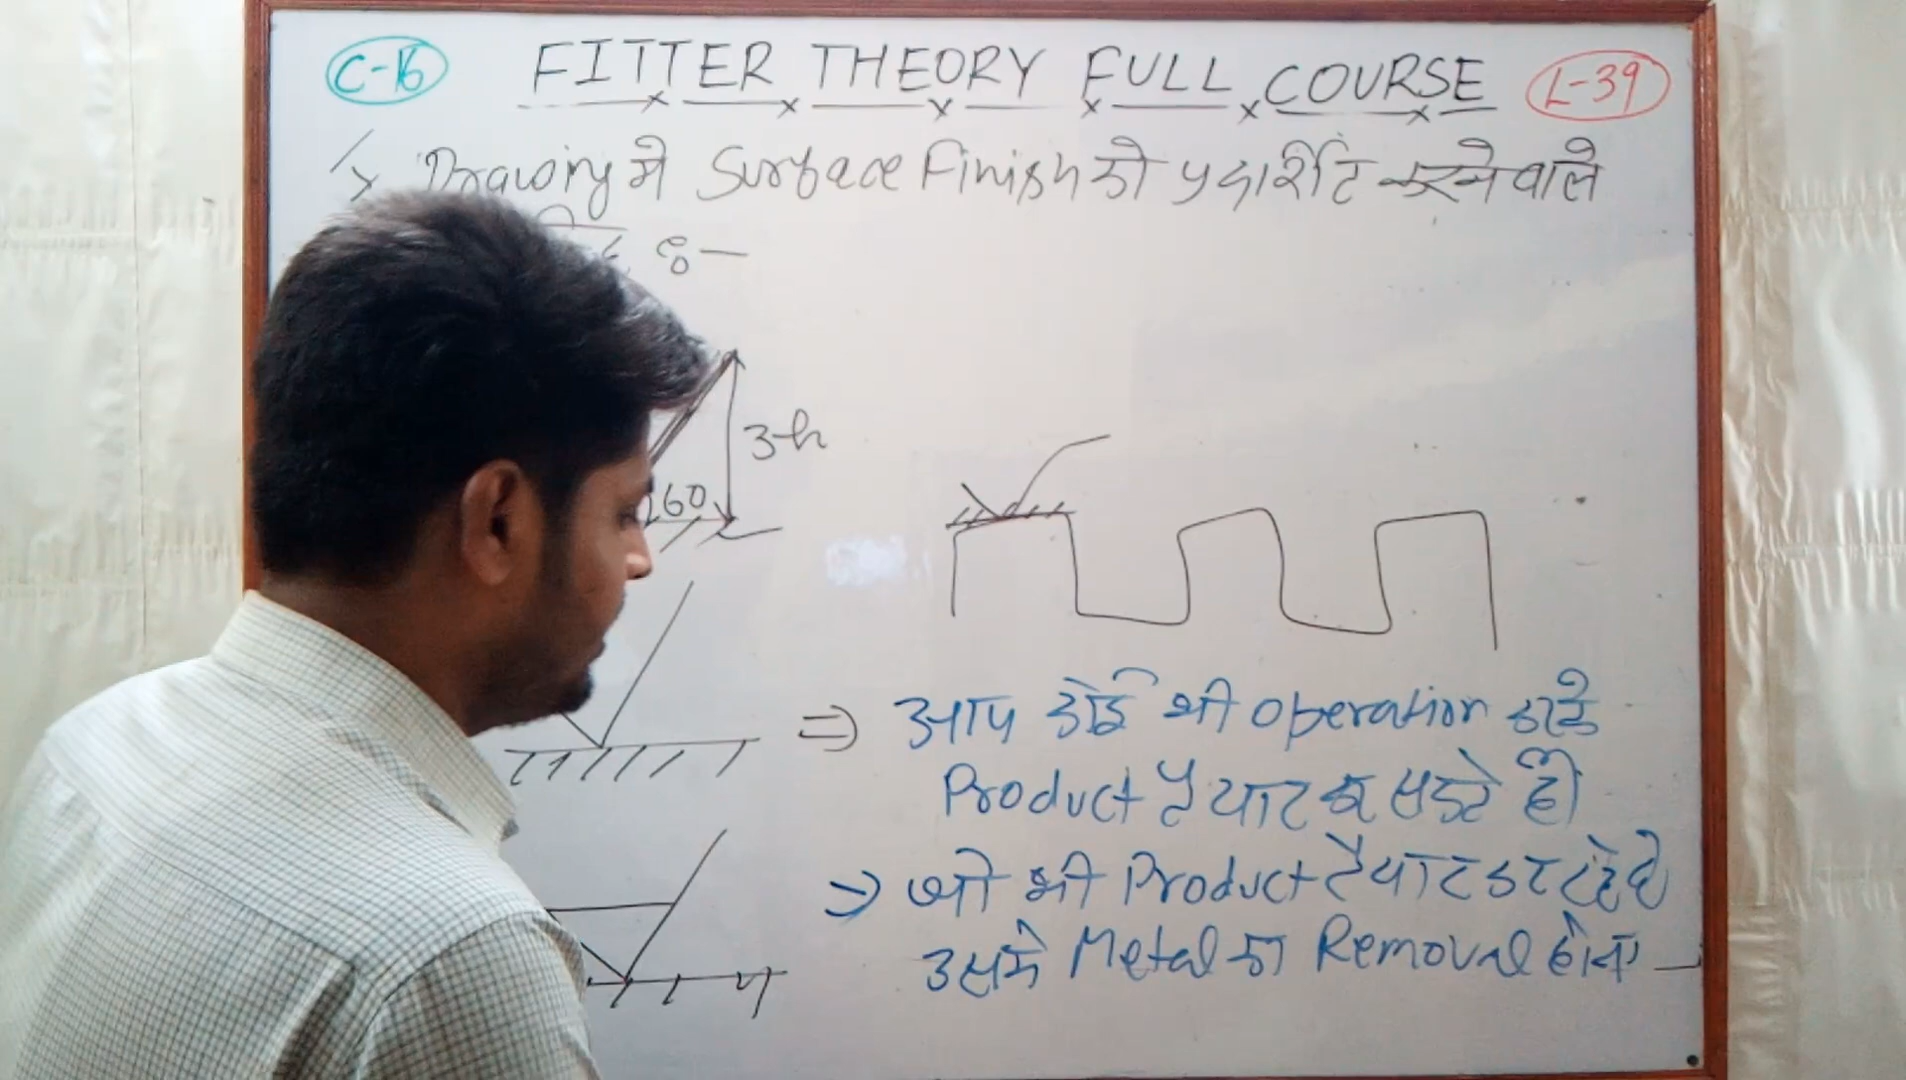 C-16 FITTER THEORY FULL COURSE L-39
Drawing मे Surface Finish को प्रदर्शित करने वाले
:-
3h
60
=> आप कोई भी operation करके
Product तैयार कर सकते हो
=> जो भी Product तैयार कर रहे हे
उसमे Metal का Removal होना